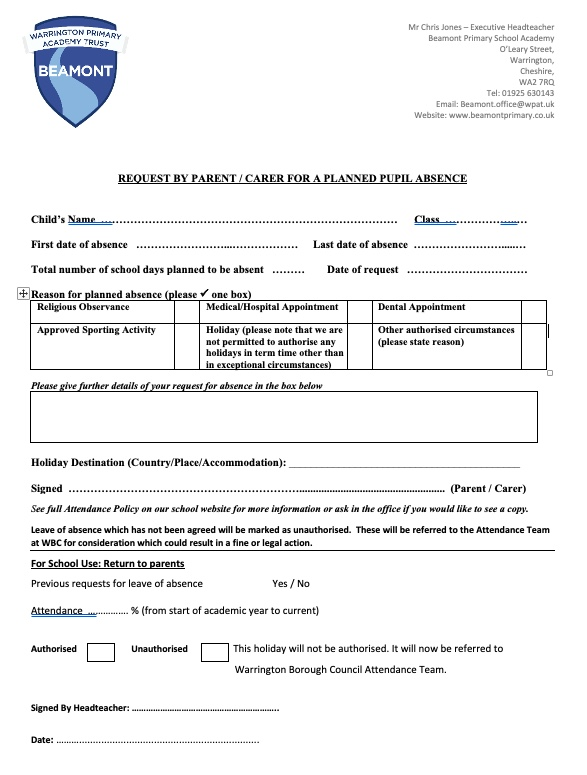 WARRINGTON PRIMARY
ACADEMY TRUST
BEAMONT
Mr Chris Jones – Executive Headteacher
Beamont Primary School Academy
O'Leary Street,
Warrington,
Cheshire,
WA2 7RQ
Tel: 01925 630143
Email: Beamont.office@wpat.uk
Website: www.beamontprimary.co.uk
REQUEST BY PARENT / CARER FOR A PLANNED PUPIL ABSENCE
Child's Name ………………………………………………………………… Class ……………………
First date of absence …………………………………… Last date of absence …………………………
Total number of school days planned to be absent ……… Date of request …………………………
Reason for planned absence (please ✓ one box)
Religious Observance
Medical/Hospital Appointment
Dental Appointment
Approved Sporting Activity
Holiday (please note that we are
not permitted to authorise any
holidays in term time other than
in exceptional circumstances)
Other authorised circumstances
(please state reason)
Please give further details of your request for absence in the box below
Holiday Destination (Country/Place/Accommodation): ___________________________________________
Signed ……………………………………………………........................................................ (Parent / Carer)
See full Attendance Policy on our school website for more information or ask in the office if you would like to see a copy.
Leave of absence which has not been agreed will be marked as unauthorised. These will be referred to the Attendance Team
at WBC for consideration which could result in a fine or legal action.
For School Use: Return to parents
Previous requests for leave of absence Yes / No
Attendance …………… % (from start of academic year to current)
Authorised Unauthorised This holiday will not be authorised. It will now be referred to
Warrington Borough Council Attendance Team.
Signed By Headteacher: ………………………………………………..
Date: …………………………………………………………….